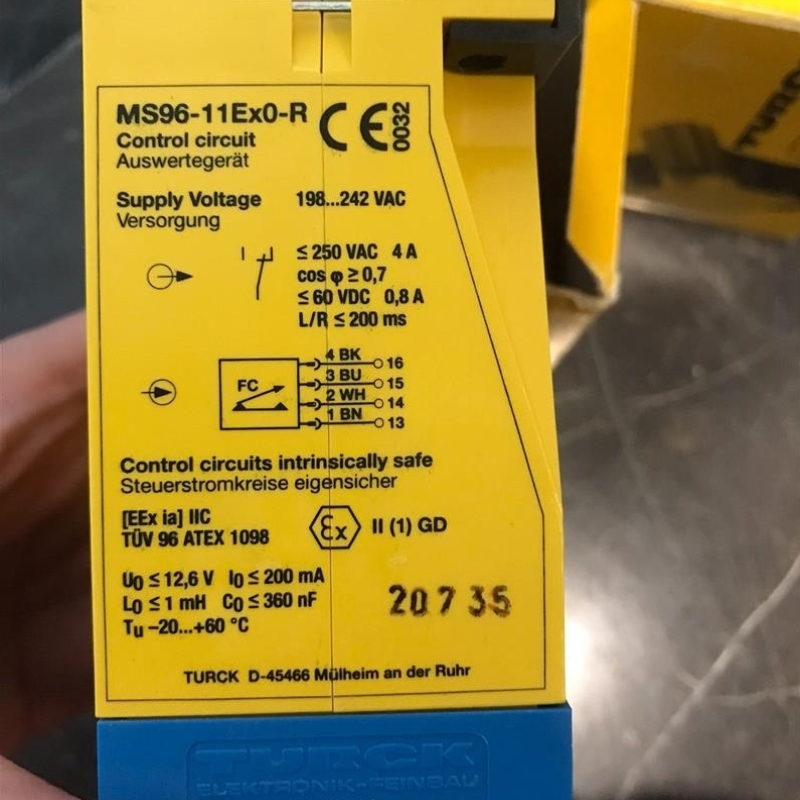 MS96-11Ex0-R
CE 0032
Control circuit
Auswertegerät
Supply Voltage 198...242 VAC
Versorgung
≤ 250 VAC 4 A
cos φ ≥ 0,7
≤ 60 VDC 0,8 A
L/R ≤ 200 ms
FC
4 BK 16
3 BU 15
2 WH 14
1 BN 13
Control circuits intrinsically safe
Steuerstromkreise eigensicher
[EEx ia] IIC
TÜV 96 ATEX 1098
Ex II (1) GD
U0 ≤ 12,6 V I0 ≤ 200 mA
L0 ≤ 1 mH C0 ≤ 360 nF
Tu –20...+60 °C
20735
TURCK D-45466 Mülheim an der Ruhr
TURCK
ELEKTRONIK-FEINBAU
TURCK